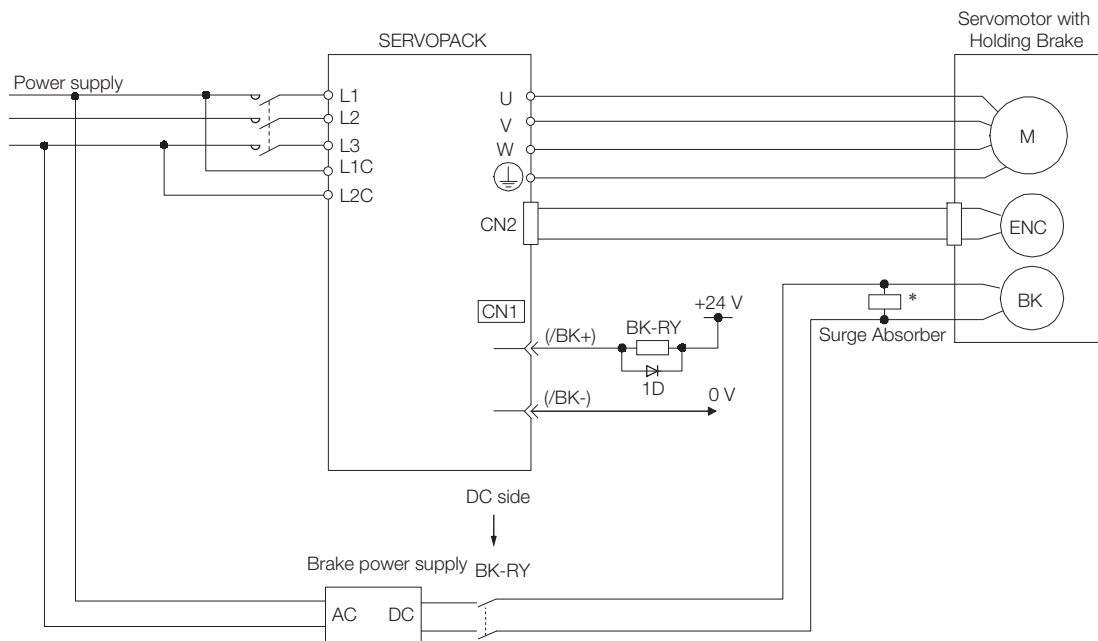 Servomotor with
Holding Brake
SERVOPACK
Power supply
L1
L2
L3
L1C
L2C
U
V
W
M
CN2
ENC
CN1
+24 V
BK
*
(/BK+)
BK-RY
Surge Absorber
1D
(/BK-)
0 V
DC side
Brake power supply
BK-RY
AC
DC